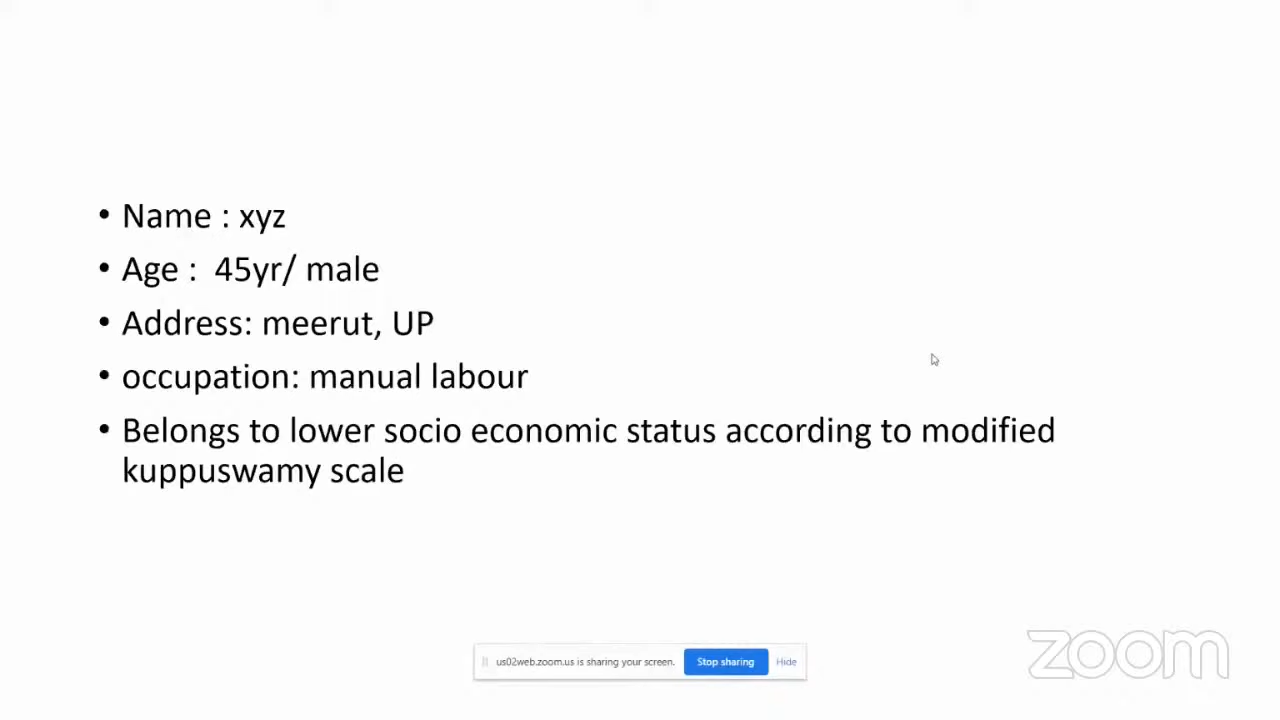 • Name : xyz
• Age :  45yr/ male
• Address: meerut, UP
• occupation: manual labour
• Belongs to lower socio economic status according to modified
kuppuswamy scale
us02web.zoom.us is sharing your screen. Stop sharing Hide
zoom